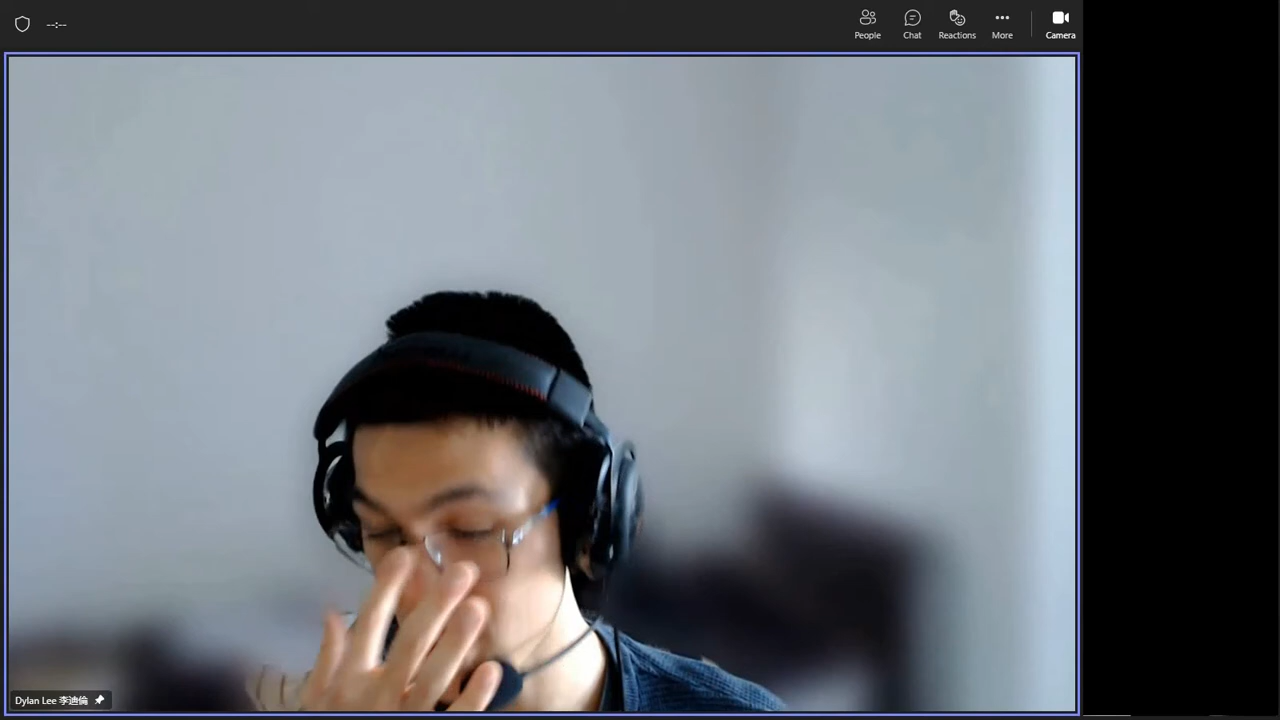 --:--
People
Chat
Reactions
More
Camera
Dylan Lee 李迪倫